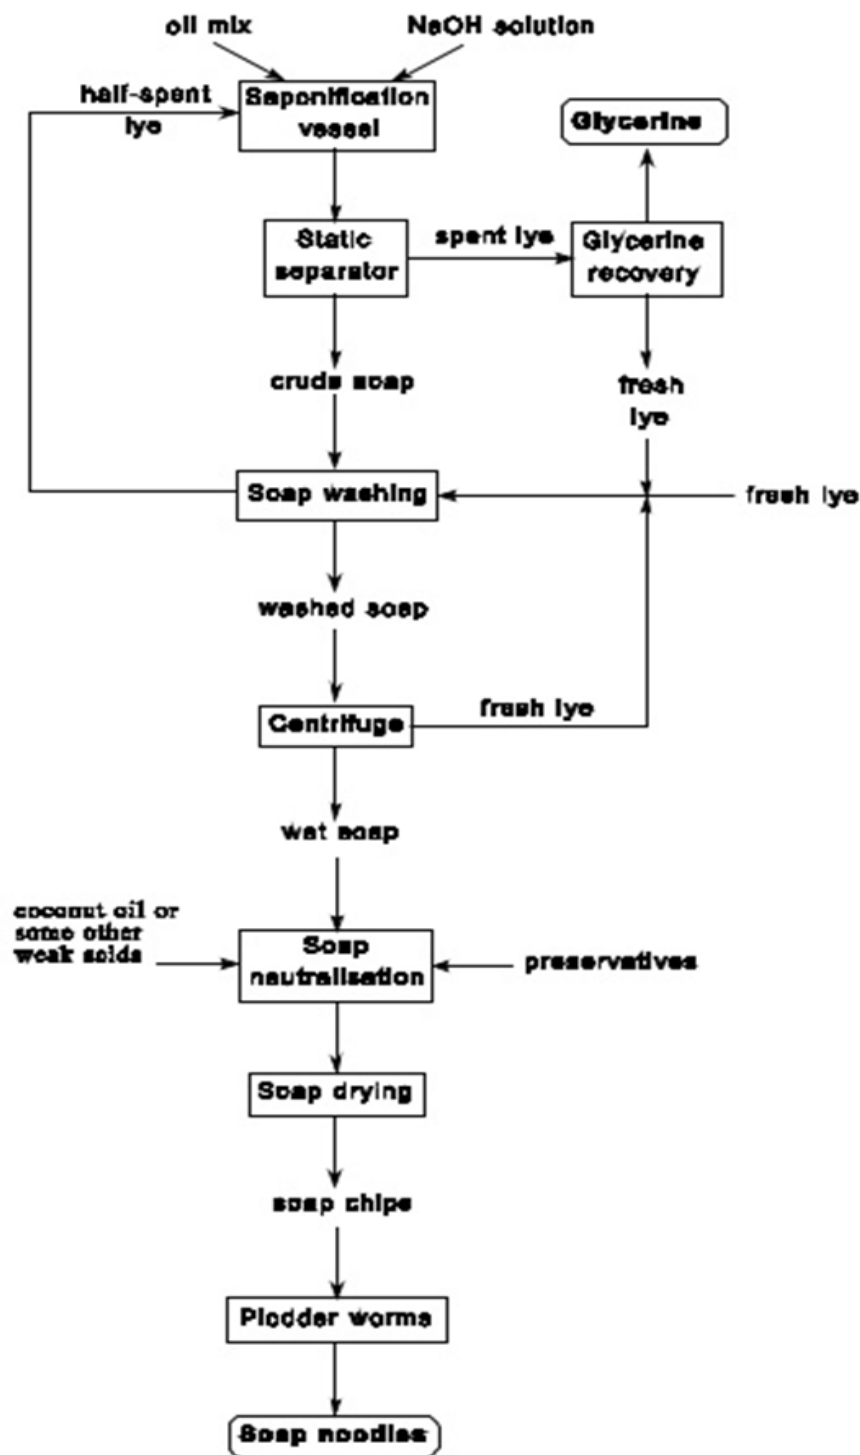 oil mix
NaOH solution
half-spent
lye
Saponification
vessel
Glycerine
Static
separator
spent lye
Glycerine
recovery
crude soap
fresh
lye
Soap washing
fresh lye
washed soap
Centrifuge
fresh lye
wet soap
coconut oil or
some other
weak solds
Soap
neutralisation
preservatives
Soap drying
soap chips
Plodder worms
Soap noodles